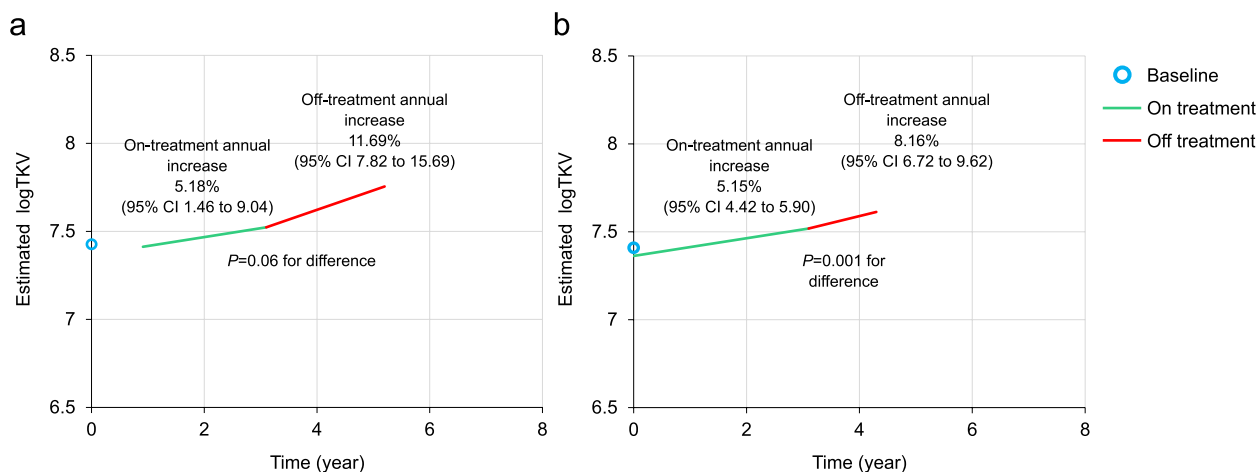 a
8.5
8
7.5
7
6.5
Estimated logTKV
Off-treatment annual
increase
11.69%
(95% CI 7.82 to 15.69)
On-treatment annual
increase
5.18%
(95% CI 1.46 to 9.04)
P=0.06 for difference
0
2
4
6
8
Time (year)
b
8.5
8
7.5
7
6.5
Estimated logTKV
Off-treatment annual
increase
8.16%
(95% CI 6.72 to 9.62)
On-treatment annual
increase
5.15%
(95% CI 4.42 to 5.90)
P=0.001 for
difference
0
2
4
6
8
Time (year)
Baseline
On treatment
Off treatment